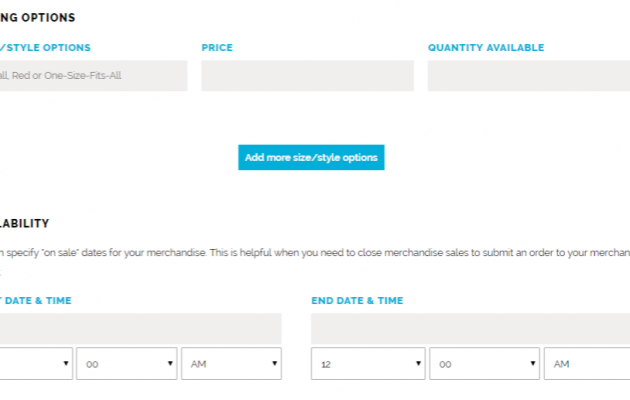 NG OPTIONS
/STYLE OPTIONS PRICE QUANTITY AVAILABLE
all, Red or One-Size-Fits-All
Add more size/style options
LABILITY
n specify "on sale" dates for your merchandise. This is helpful when you need to close merchandise sales to submit an order to your merchan
T DATE & TIME END DATE & TIME
00 AM 12 00 AM